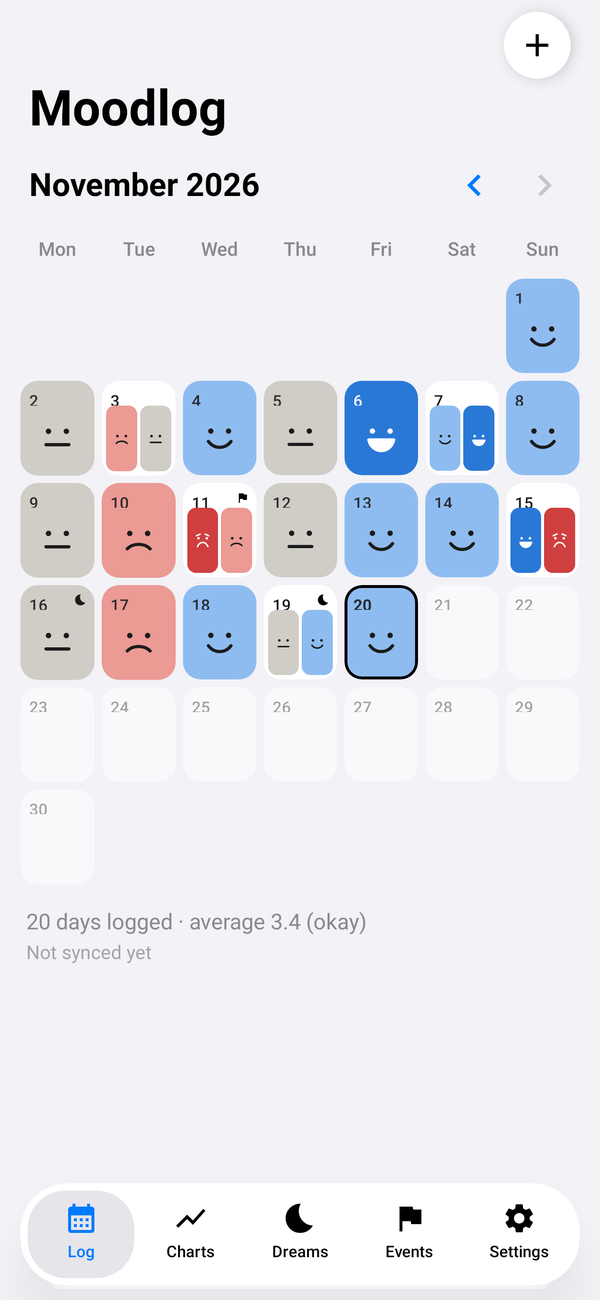 Moodlog
November 2026
Mon Tue Wed Thu Fri Sat Sun
1
2 3 4 5 6 7 8
9 10 11 12 13 14 15
16 17 18 19 20 21 22
23 24 25 26 27 28 29
30
20 days logged · average 3.4 (okay)
Not synced yet
Log Charts Dreams Events Settings